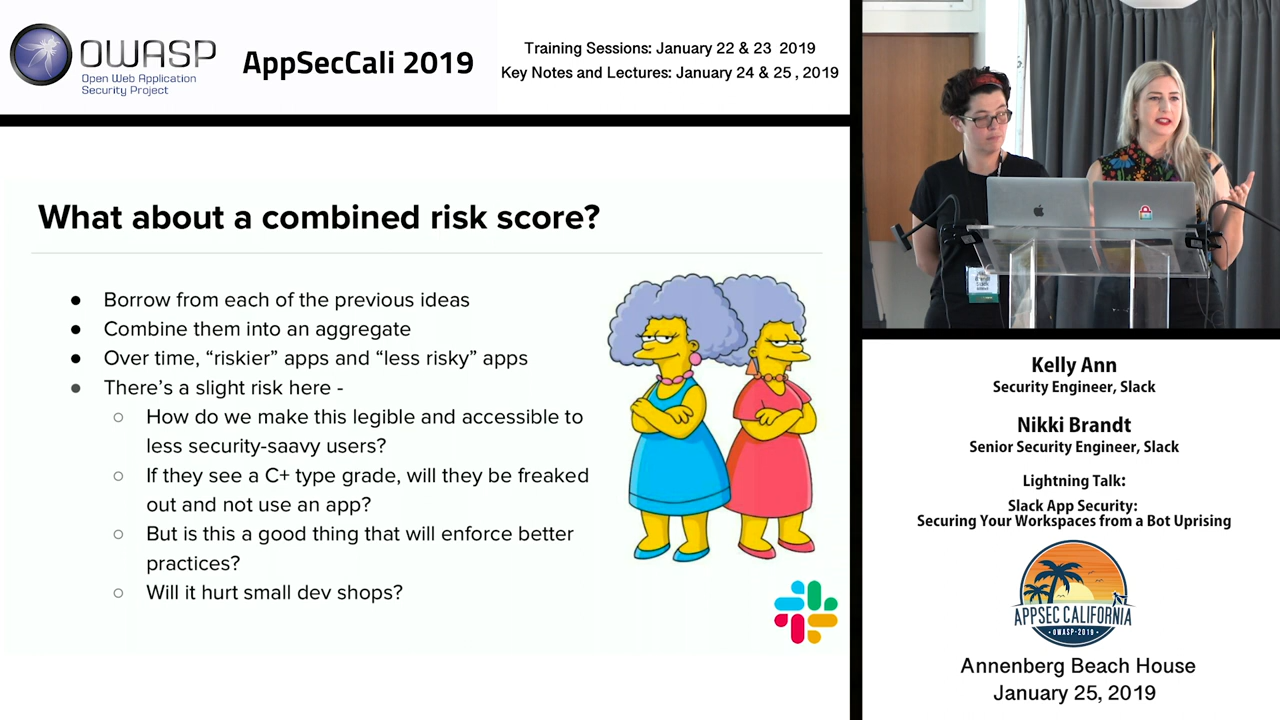 OWASP
Open Web Application
Security Project
AppSecCali 2019
Training Sessions: January 22 & 23 2019
Key Notes and Lectures: January 24 & 25 , 2019
What about a combined risk score?
● Borrow from each of the previous ideas
● Combine them into an aggregate
● Over time, “riskier” apps and “less risky” apps
● There’s a slight risk here -
○ How do we make this legible and accessible to
less security-saavy users?
○ If they see a C+ type grade, will they be freaked
out and not use an app?
○ But is this a good thing that will enforce better
practices?
○ Will it hurt small dev shops?
Kelly Ann
Security Engineer, Slack
Nikki Brandt
Senior Security Engineer, Slack
Lightning Talk:
Slack App Security:
Securing Your Workspaces from a Bot Uprising
APPSEC CALIFORNIA
• OWASP-2019 •
Annenberg Beach House
January 25, 2019